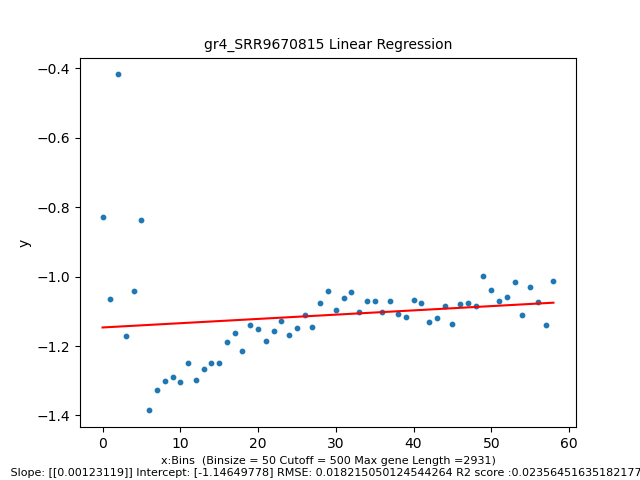 gr4_SRR9670815 Linear Regression
−0.4
−0.6
−0.8
−1.0
−1.2
−1.4
y
0 10 20 30 40 50 60
x:Bins (Binsize = 50 Cutoff = 500 Max gene Length =2931)
Slope: [[0.00123119]] Intercept: [-1.14649778] RMSE: 0.018215050124544264 R2 score :0.02356451635182177